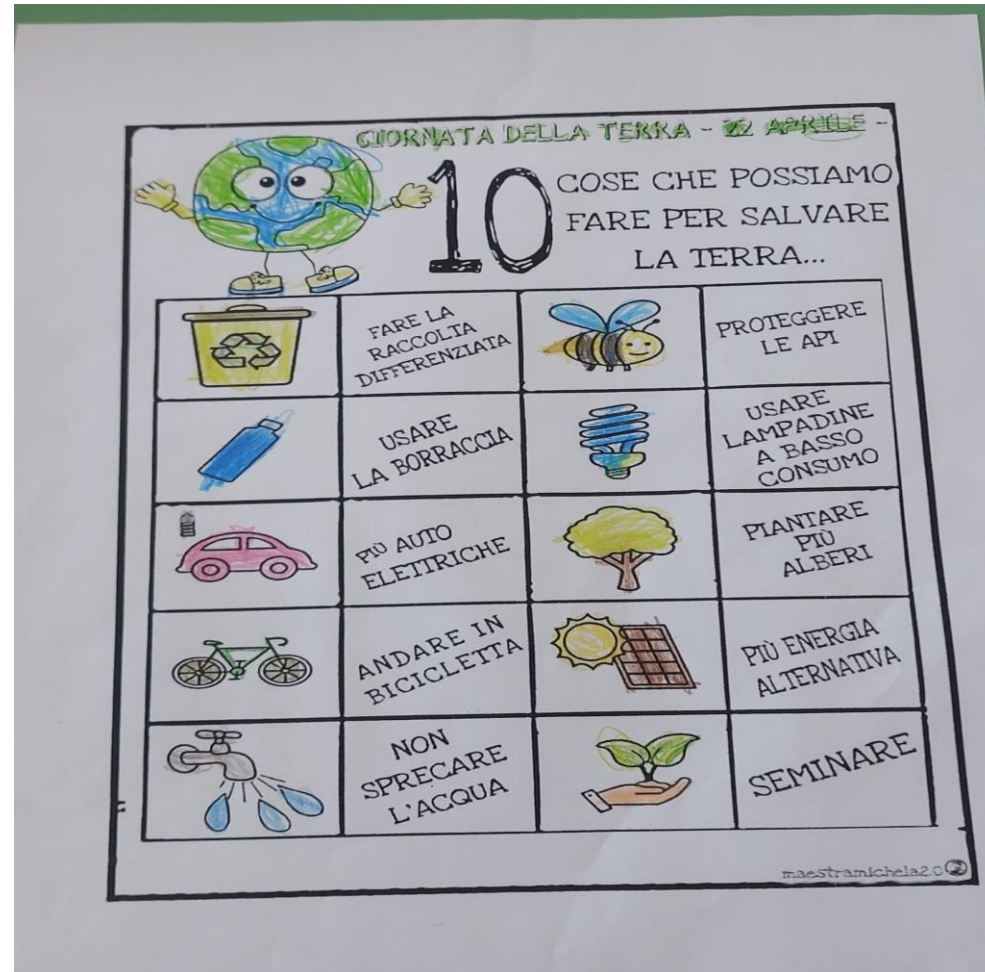 GIORNATA DELLA TERRA - 22 APRILE -
10
COSE CHE POSSIAMO
FARE PER SALVARE
LA TERRA...
FARE LA
RACCOLTA
DIFFERENZIATA
PROTEGGERE
LE API
USARE
LA BORRACCIA
USARE
LAMPADINE
A BASSO
CONSUMO
PIÙ AUTO
ELETTRICHE
PIANTARE
PIÙ
ALBERI
ANDARE IN
BICICLETTA
PIÙ ENERGIA
ALTERNATIVA
NON
SPRECARE
L'ACQUA
SEMINARE
maestramichela2.0